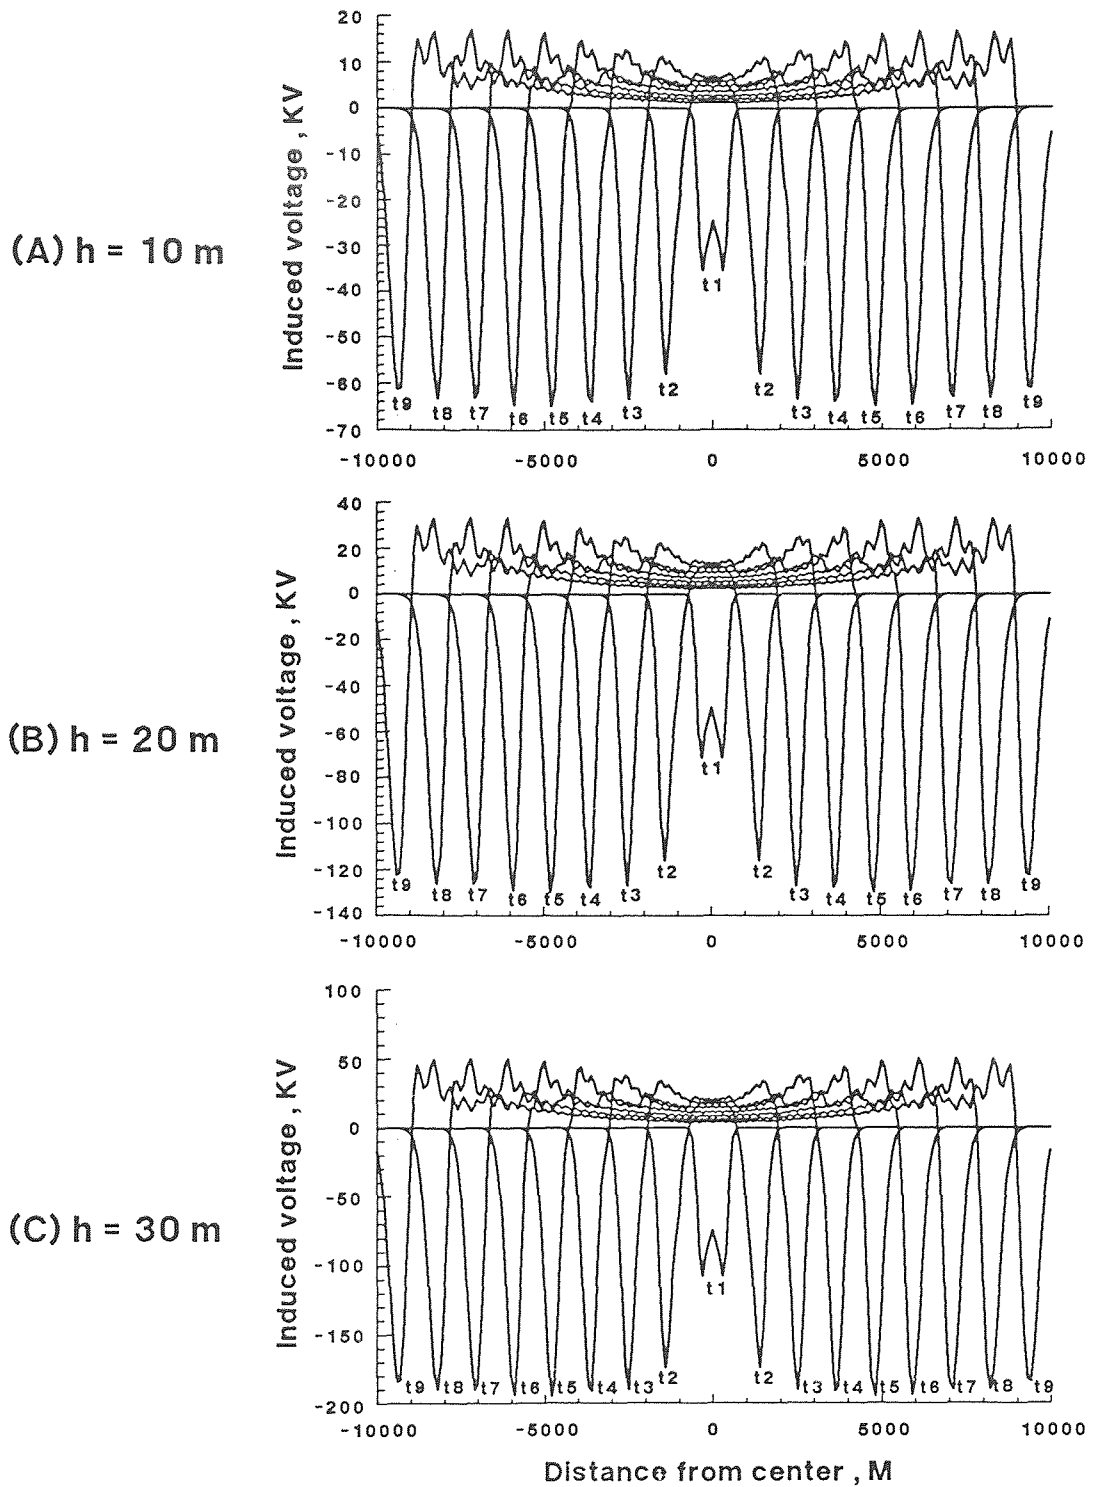 20
10
0
-10
-20
-30
-40
-50
-60
-70
Induced voltage , KV
(A) h = 10 m
t1
t9 t8 t7 t6 t5 t4 t3 t2 t2 t3 t4 t5 t6 t7 t8 t9
-10000 -5000 0 5000 10000
40
20
0
-20
-40
-60
-80
-100
-120
-140
Induced voltage , KV
(B) h = 20 m
t1
t9 t8 t7 t6 t5 t4 t3 t2 t2 t3 t4 t5 t6 t7 t8 t9
-10000 -5000 0 5000 10000
100
50
0
-50
-100
-150
-200
Induced voltage , KV
(C) h = 30 m
t1
t9 t8 t7 t6 t5 t4 t3 t2 t2 t3 t4 t5 t6 t7 t8 t9
-10000 -5000 0 5000 10000
Distance from center , M